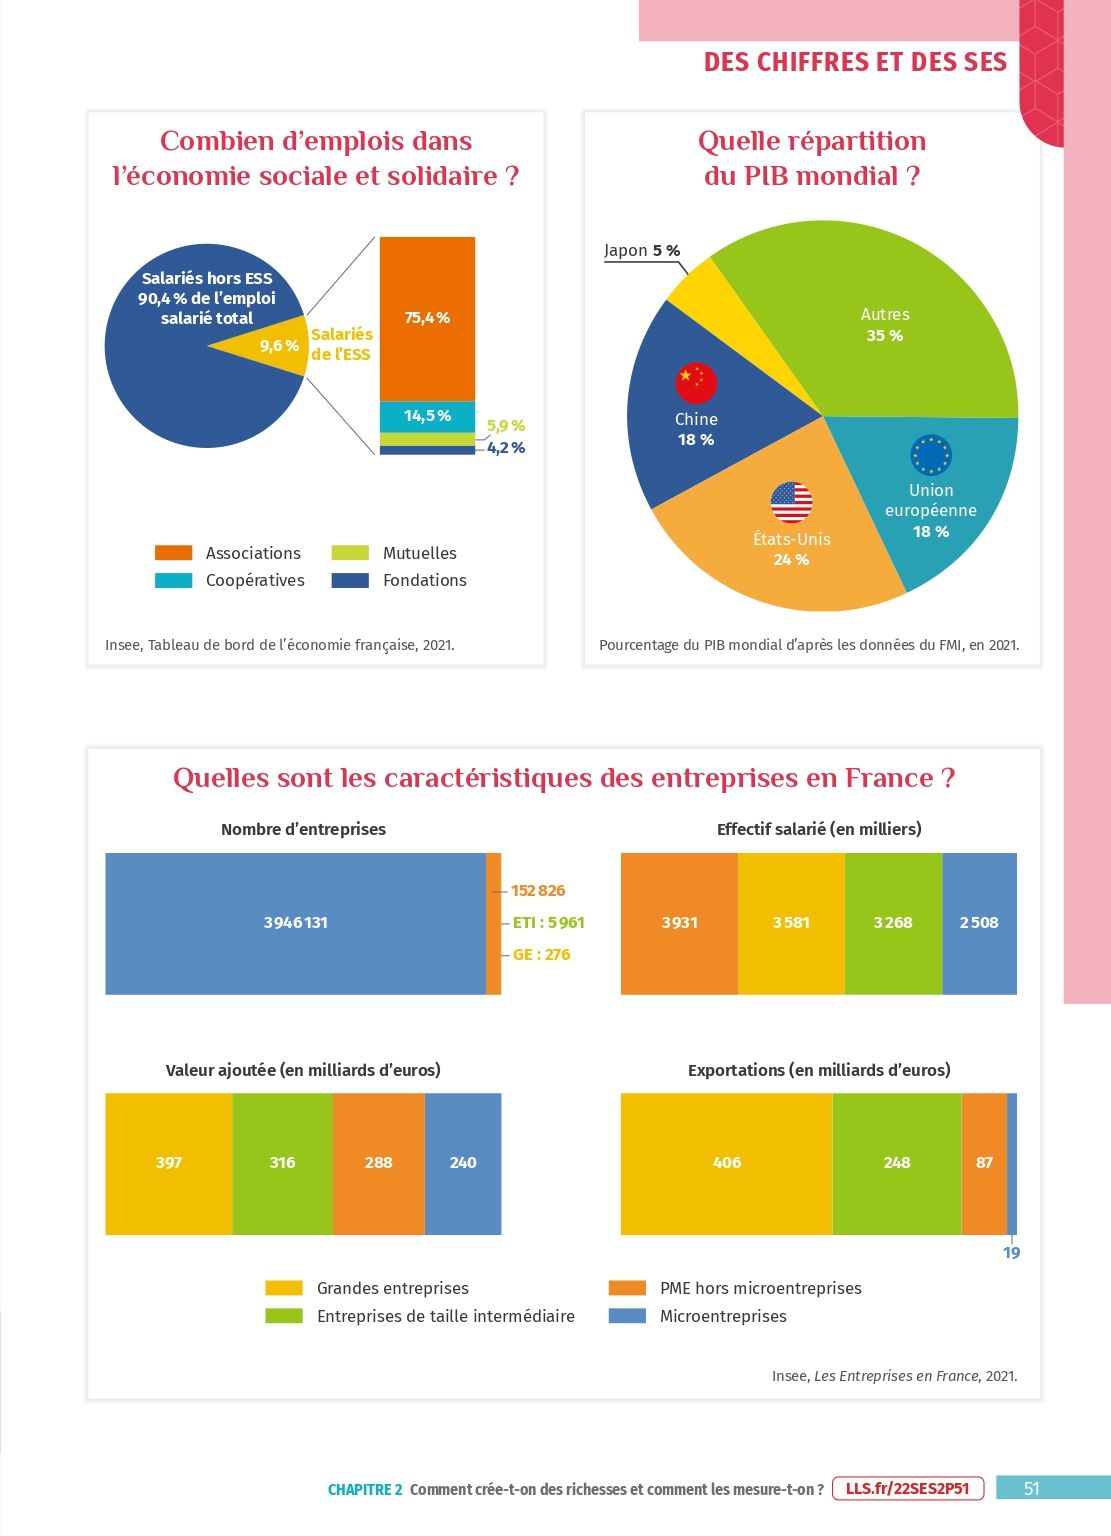 DES CHIFFRES ET DES SES
Combien d’emplois dans
l’économie sociale et solidaire ?
Salariés hors ESS
90,4 % de l’emploi
salarié total
9,6 %
Salariés
de l’ESS
75,4 %
14,5 %
5,9 %
4,2 %
Associations
Mutuelles
Coopératives
Fondations
Insee, Tableau de bord de l’économie française, 2021.
Quelle répartition
du PIB mondial ?
Japon 5 %
Autres
35 %
Chine
18 %
Union
européenne
18 %
États-Unis
24 %
Pourcentage du PIB mondial d’après les données du FMI, en 2021.
Quelles sont les caractéristiques des entreprises en France ?
Nombre d’entreprises
3 946 131
152 826
ETI : 5 961
GE : 276
Effectif salarié (en milliers)
3 931
3 581
3 268
2 508
Valeur ajoutée (en milliards d’euros)
397
316
288
240
Exportations (en milliards d’euros)
406
248
87
19
Grandes entreprises
PME hors microentreprises
Entreprises de taille intermédiaire
Microentreprises
Insee, Les Entreprises en France, 2021.
CHAPITRE 2 Comment crée-t-on des richesses et comment les mesure-t-on ?
LLS.fr/22SES2P51
51